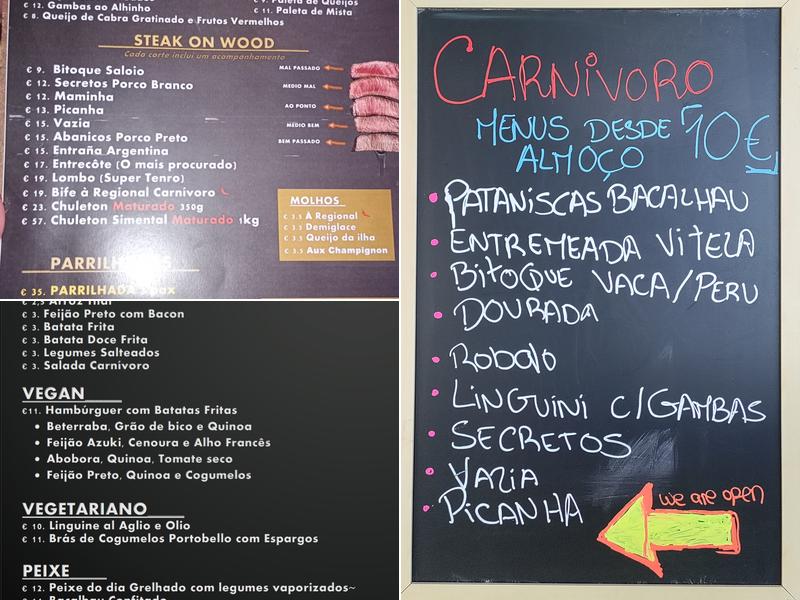 € 12. Gambas ao Alhinho
€ 8. Queijo de Cabra Gratinado e Frutos Vermelhos
€ 9. Paleta de Queijos
€ 11. Paleta de Mista
STEAK ON WOOD
Cada corte inclui um acompanhamento
€ 9. Bitoque Saloio
€ 12. Secretos Porco Branco
€ 12. Maminha
€ 13. Picanha
€ 15. Vazia
€ 15. Abanicos Porco Preto
€ 15. Entraña Argentina
€ 17. Entrecôte (O mais procurado)
€ 19. Lombo (Super Tenro)
€ 19. Bife à Regional Carnívoro
€ 23. Chuleton Maturado 350g
€ 57. Chuleton Simental Maturado 1kg
MAL PASSADO
MEDIO MAL
AO PONTO
MÉDIO BEM
BEM PASSADO
MOLHOS
€ 3.5 À Regional
€ 3.5 Demiglace
€ 3.5 Queijo da ilha
€ 3.5 Aux Champignon
€ 35. PARRILHADA
€ 3. Feijão Preto com Bacon
€ 3. Batata Frita
€ 3. Batata Doce Frita
€ 3. Legumes Salteados
€ 3. Salada Carnívoro
VEGAN
€11. Hambúrguer com Batatas Fritas
• Beterraba, Grão de bico e Quinoa
• Feijão Azuki, Cenoura e Alho Francês
• Abobora, Quinoa, Tomate seco
• Feijão Preto, Quinoa e Cogumelos
VEGETARIANO
€ 10. Linguine al Aglio e Olio
€ 11. Brás de Cogumelos Portobello com Espargos
PEIXE
€ 12. Peixe do dia Grelhado com legumes vaporizados~
Bacalhau Confitado
CARNÍVORO
MENUS DESDE 10€
ALMOÇO
PATANISCAS BACALHAU
ENTREMEADA VITELA
BITOQUE VACA/PERU
DOURADA
ROBALO
LINGUINI C/GAMBAS
SECRETOS
VAZIA
PICANHA
we are open